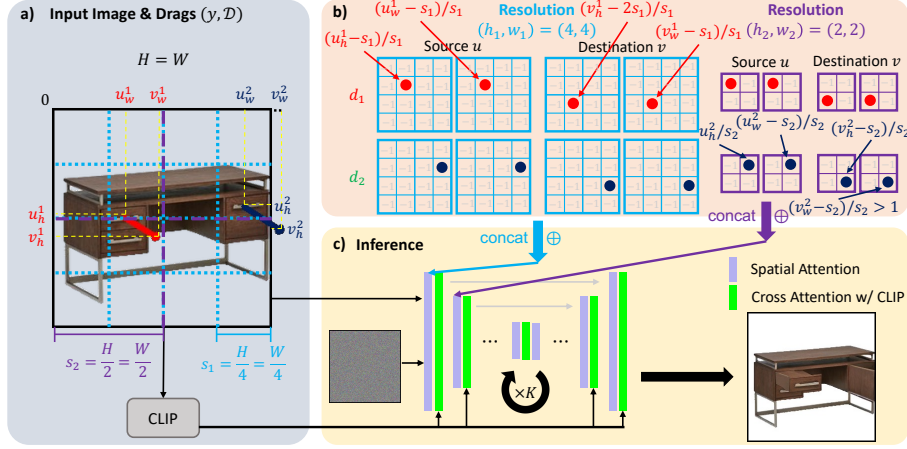 a) Input Image & Drags (y, 𝒟)
H = W
0
u_w^1 v_w^1 u_w^2 v_w^2
u_h^1
v_h^1
u_h^2
v_h^2
s_2 = H/2 = W/2
s_1 = H/4 = W/4
CLIP
b)
(u_w^1 − s_1)/s_1
(u_h^1−s_1)/s_1
Resolution
(h_1, w_1) = (4, 4)
(v_h^1 − 2s_1)/s_1
(v_w^1 − s_1)/s_1
Resolution
(h_2, w_2) = (2, 2)
Source u
Destination v
Source u
Destination v
d_1
d_2
u_h^2/s_2
(u_w^2 − s_2)/s_2
(v_h^2−s_2)/s_2
(v_w^2−s_2)/s_2 > 1
concat ⊕
concat ⊕
c) Inference
Spatial Attention
Cross Attention w/ CLIP
... ...
×K